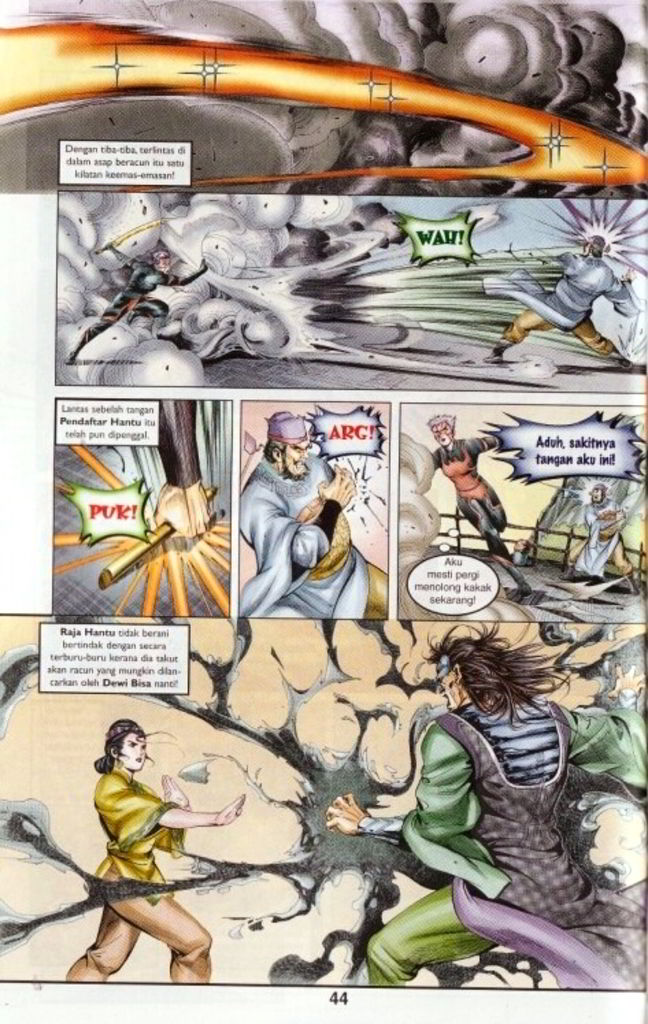 Dengan tiba-tiba, terlintas di
dalam asap beracun itu satu
kilatan keemas-emasan!
WAH!
Lantas sebelah tangan
Pendaftar Hantu itu
telah pun dipenggal.
PUK!
ARG!
Aduh, sakitnya
tangan aku ini!
Aku
mesti pergi
menolong kakak
sekarang!
Raja Hantu tidak berani
bertindak dengan secara
terburu-buru kerana dia takut
akan racun yang mungkin dilan-
carkan oleh Dewi Bisa nanti!
44